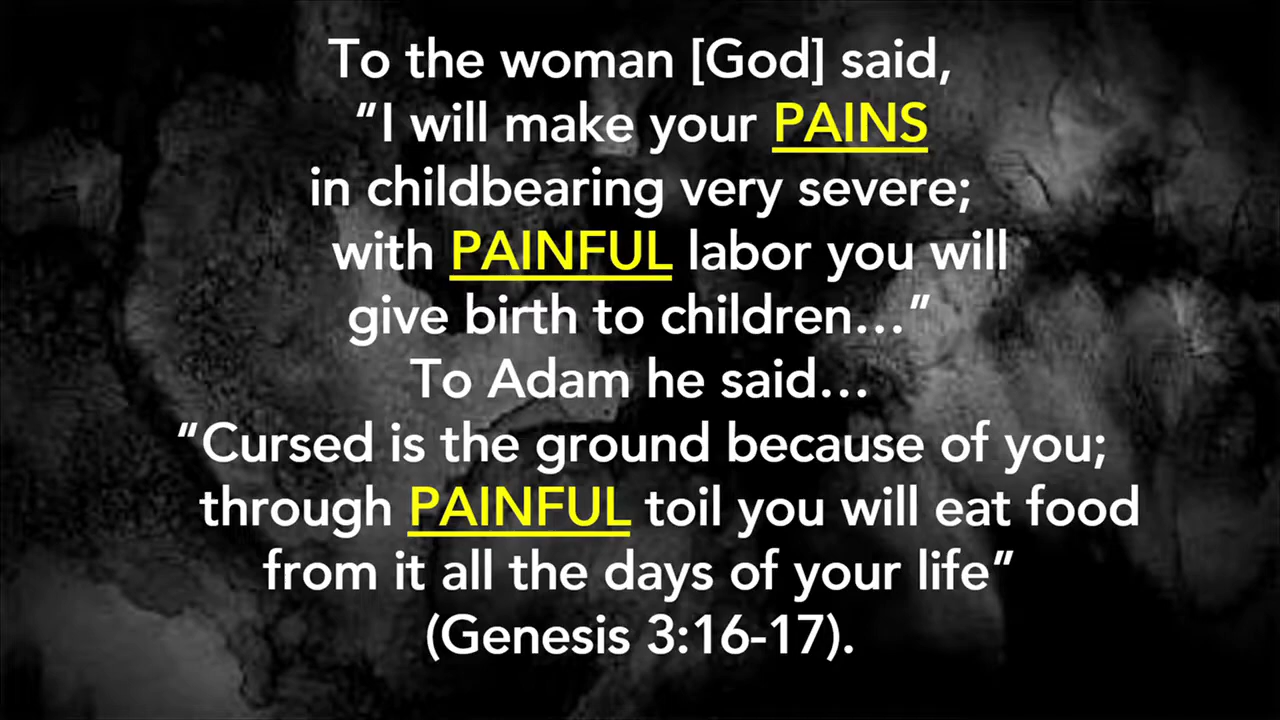 To the woman [God] said,
“I will make your PAINS
in childbearing very severe;
with PAINFUL labor you will
give birth to children…”
To Adam he said…
“Cursed is the ground because of you;
through PAINFUL toil you will eat food
from it all the days of your life”
(Genesis 3:16-17).